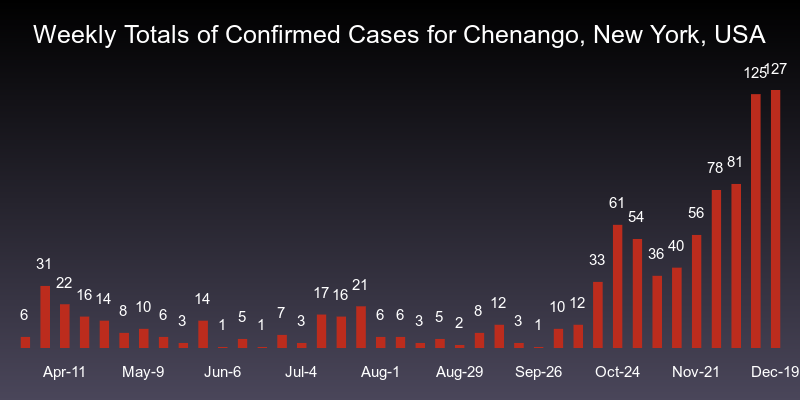 Weekly Totals of Confirmed Cases for Chenango, New York, USA
6 31 22 16 14 8 10 6 3 14 1 5 1 7 3 17 16 21 6 6 3 5 2 8 12 3 1 10 12 33 61 54 36 40 56 78 81 125 127
Apr-11 May-9 Jun-6 Jul-4 Aug-1 Aug-29 Sep-26 Oct-24 Nov-21 Dec-19